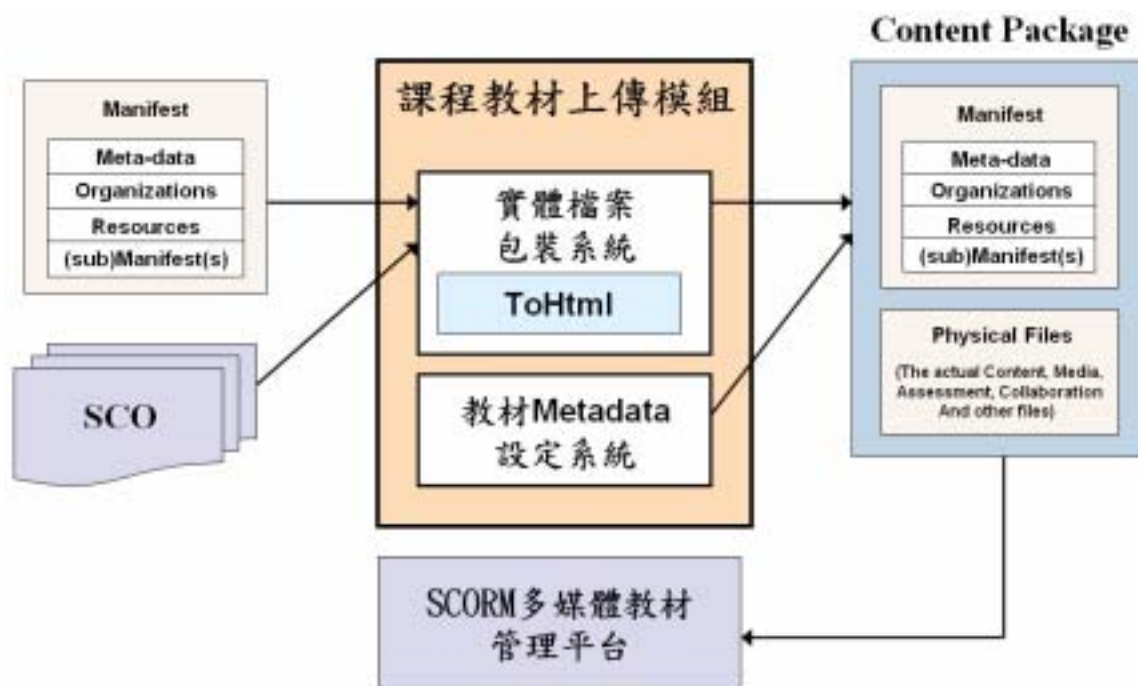 Manifest
Meta-data
Organizations
Resources
(sub)Manifest(s)
SCO
課程教材上傳模組
實體檔案
包裝系統
ToHtml
教材Metadata
設定系統
Content Package
Manifest
Meta-data
Organizations
Resources
(sub)Manifest(s)
Physical Files
(The actual Content, Media,
Assessment, Collaboration
And other files)
SCORM多媒體教材
管理平台